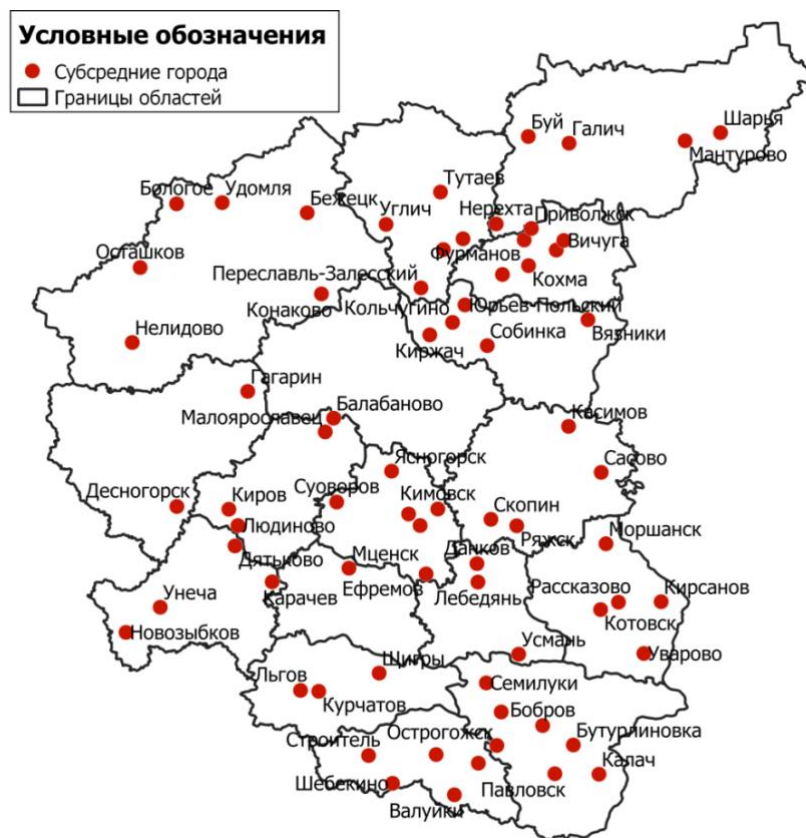 Условные обозначения
Субсредние города
Границы областей
Шарья
Буй
Галич
Мантурово
Тутаев
Бологое
Удомля
Бежецк
Углич
Нерехта
Приволжск
Вичуга
Фурманов
Осташков
Переславль-Залесский
Кохма
Конаково
Кольчугино
Юрьев-Польский
Нелидово
Киржач
Собинка
Вязники
Гагарин
Балабаново
Малоярославец
Касимов
Ясногорск
Сасово
Десногорск
Киров
Суоворов
Кимовск
Скопин
Людиново
Ряжск
Моршанск
Дятьково
Мценск
Данков
Унеча
Карачев
Ефремов
Лебедянь
Рассказово
Кирсанов
Новозыбков
Котовск
Усмань
Уварово
Щигры
Льгов
Курчатов
Семилуки
Бобров
Строитель
Острогожск
Бутурлиновка
Шебекино
Калач
Павловск
Валуйки